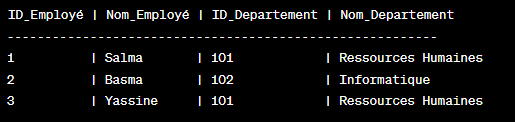 ID_Employé | Nom_Employé | ID_Departement | Nom_Departement
---------------------------------------------------------
1 | Salma | 101 | Ressources Humaines
2 | Basma | 102 | Informatique
3 | Yassine | 101 | Ressources Humaines